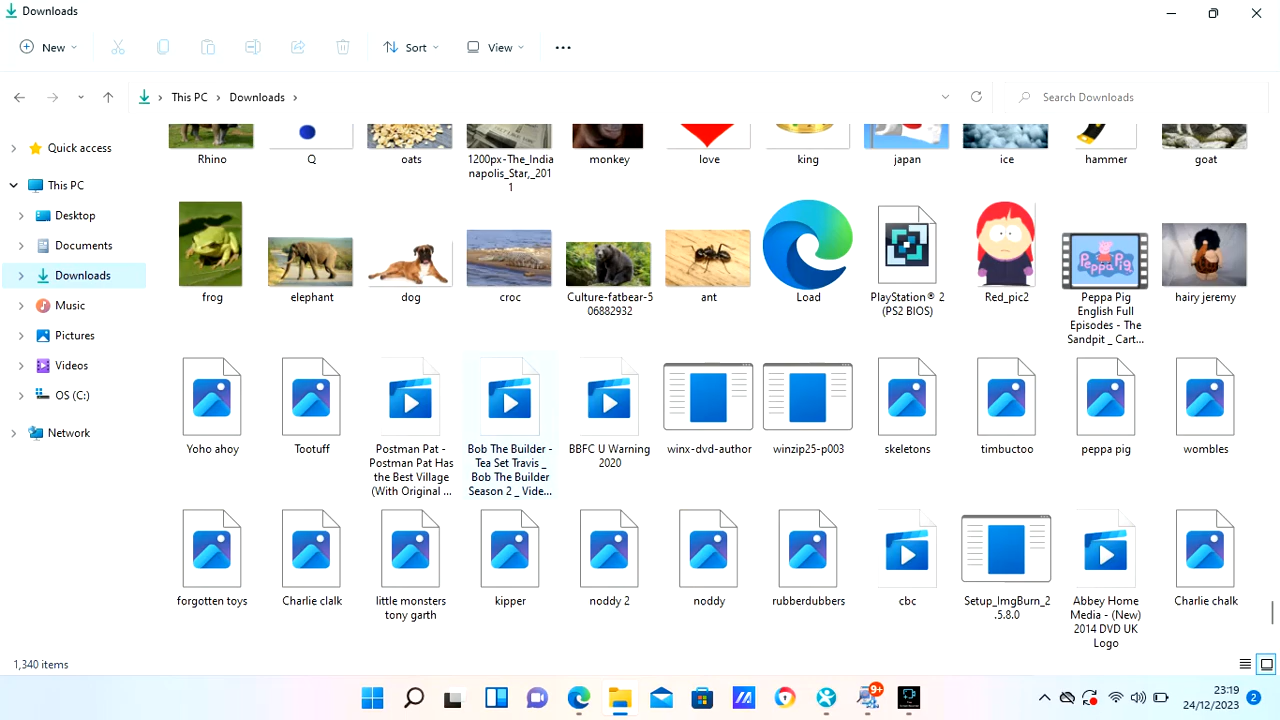 Downloads
New
Sort
View
This PC
Downloads
Search Downloads
Quick access
This PC
Desktop
Documents
Downloads
Music
Pictures
Videos
OS (C:)
Network
Rhino
Q
oats
1200px-The_India
napolis_Star,_201
1
monkey
love
king
japan
ice
hammer
goat
frog
elephant
dog
croc
Culture-fatbear-5
06882932
ant
Load
PlayStation® 2
(PS2 BIOS)
Red_pic2
Peppa Pig
Peppa Pig
English Full
Episodes - The
Sandpit _ Cart...
hairy jeremy
Yoho ahoy
Tootuff
Postman Pat -
Postman Pat Has
the Best Village
(With Original ...
Bob The Builder -
Tea Set Travis _
Bob The Builder
Season 2 _ Vide...
BBFC U Warning
2020
winx-dvd-author
winzip25-p003
skeletons
timbuctoo
peppa pig
wombles
forgotten toys
Charlie clalk
little monsters
tony garth
kipper
noddy 2
noddy
rubberdubbers
cbc
Setup_ImgBurn_2
.5.8.0
Abbey Home
Media - (New)
2014 DVD UK
Logo
Charlie chalk
1,340 items
9+
23:19
24/12/2023
2